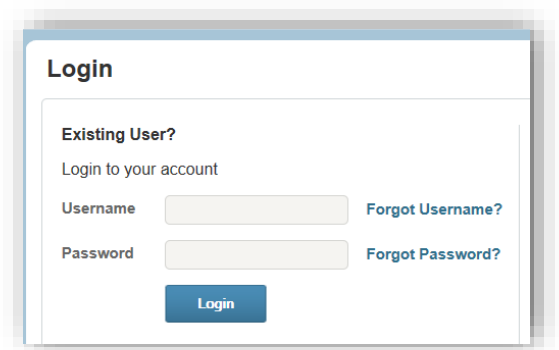 Login
Existing User?
Login to your account
Username Forgot Username?
Password Forgot Password?
Login